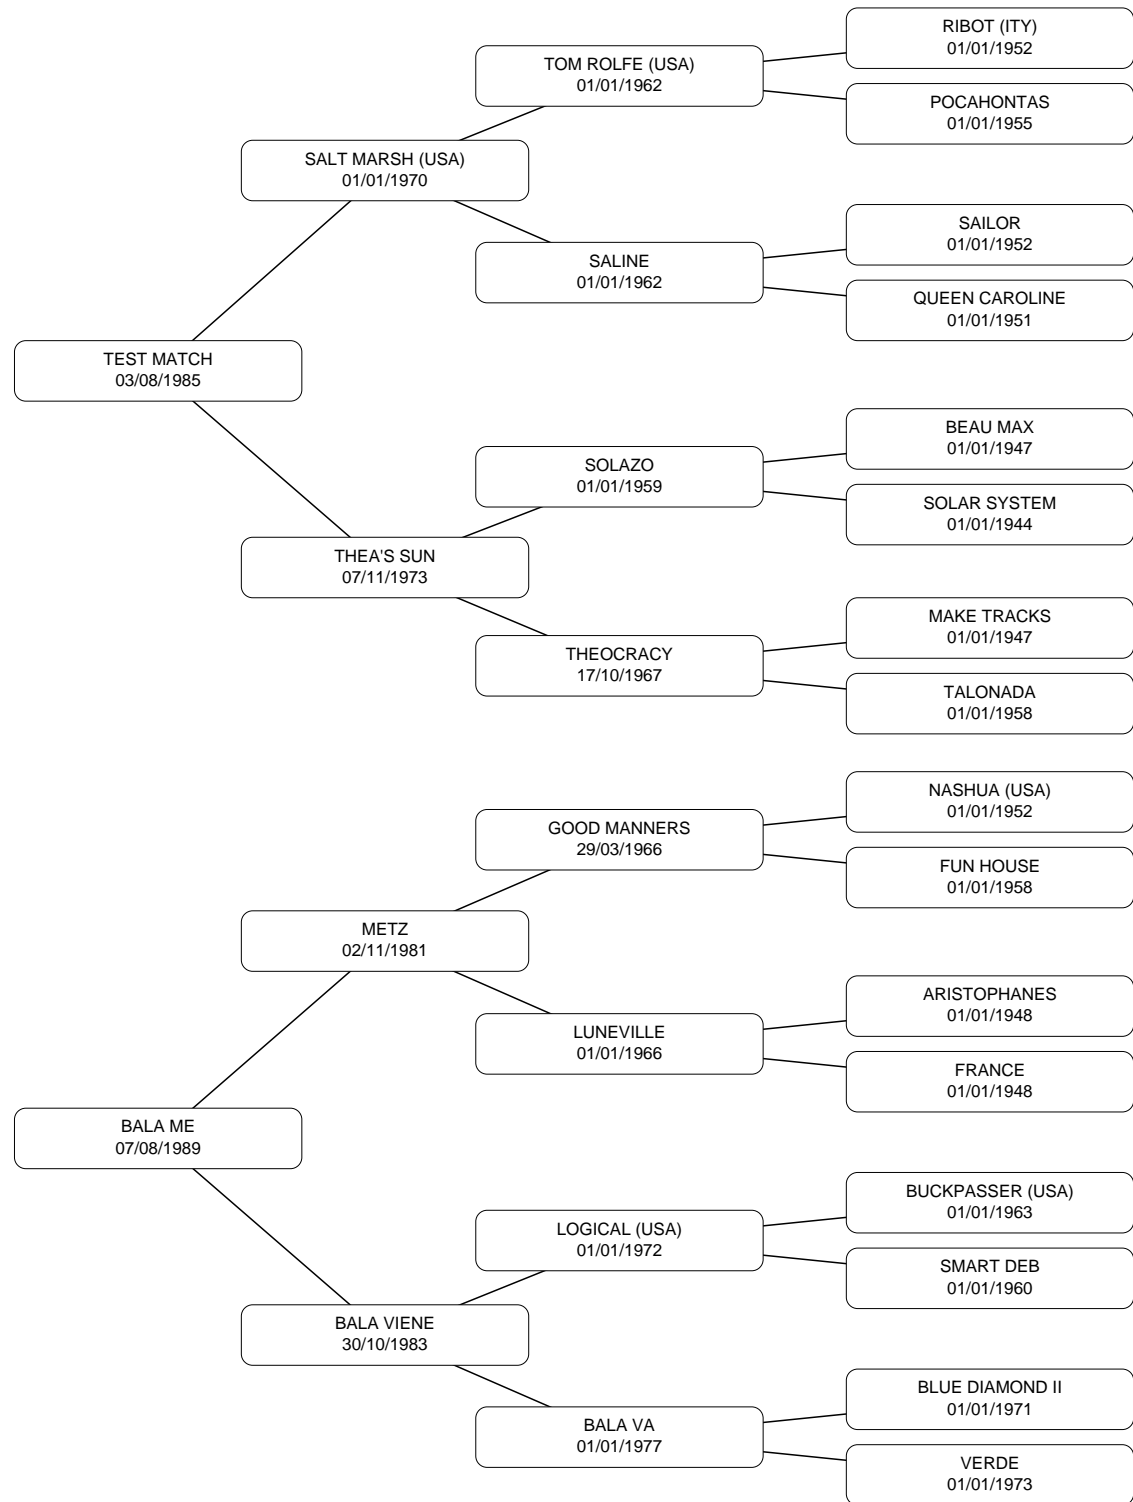 RIBOT (ITY)
01/01/1952
TOM ROLFE (USA)
01/01/1962
POCAHONTAS
01/01/1955
SALT MARSH (USA)
01/01/1970
SAILOR
01/01/1952
SALINE
01/01/1962
QUEEN CAROLINE
01/01/1951
TEST MATCH
03/08/1985
BEAU MAX
01/01/1947
SOLAZO
01/01/1959
SOLAR SYSTEM
01/01/1944
THEA'S SUN
07/11/1973
MAKE TRACKS
01/01/1947
THEOCRACY
17/10/1967
TALONADA
01/01/1958
NASHUA (USA)
01/01/1952
GOOD MANNERS
29/03/1966
FUN HOUSE
01/01/1958
METZ
02/11/1981
ARISTOPHANES
01/01/1948
LUNEVILLE
01/01/1966
FRANCE
01/01/1948
BALA ME
07/08/1989
BUCKPASSER (USA)
01/01/1963
LOGICAL (USA)
01/01/1972
SMART DEB
01/01/1960
BALA VIENE
30/10/1983
BLUE DIAMOND II
01/01/1971
BALA VA
01/01/1977
VERDE
01/01/1973